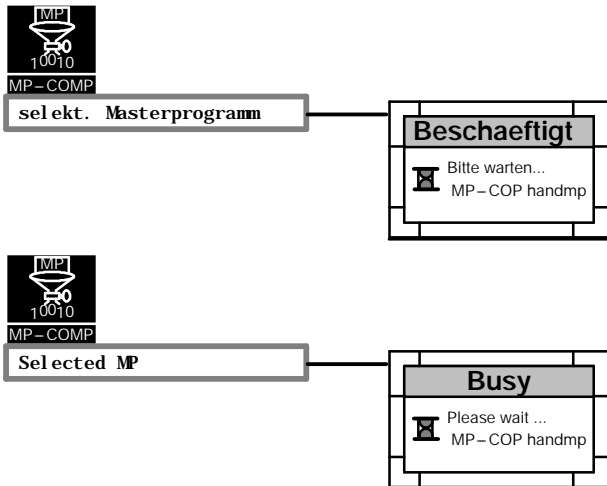 MP
10010
MP-COMP
selekt. Masterprogramm
Beschaeftigt
Bitte warten...
MP-COP handmp
MP
10010
MP-COMP
Selected MP
Busy
Please wait ...
MP-COP handmp